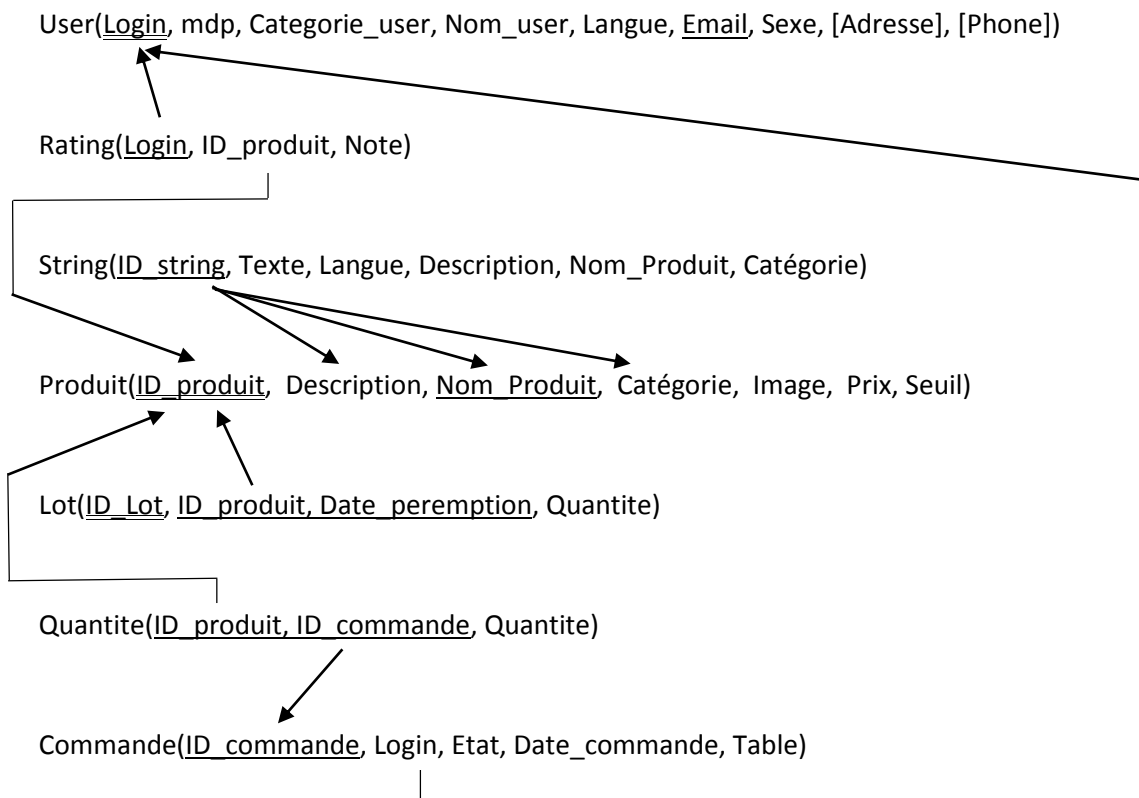 User(Login, mdp, Categorie_user, Nom_user, Langue, Email, Sexe, [Adresse], [Phone])
Rating(Login, ID_produit, Note)
String(ID_string, Texte, Langue, Description, Nom_Produit, Catégorie)
Produit(ID_produit, Description, Nom_Produit, Catégorie, Image, Prix, Seuil)
Lot(ID_Lot, ID_produit, Date_peremption, Quantite)
Quantite(ID_produit, ID_commande, Quantite)
Commande(ID_commande, Login, Etat, Date_commande, Table)